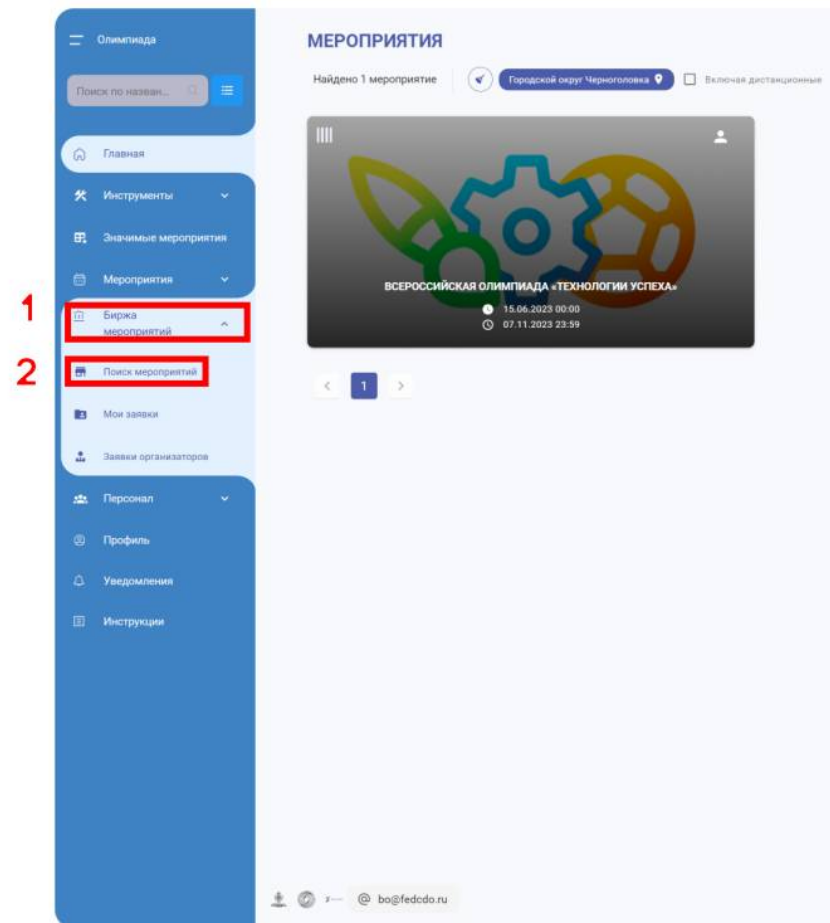 Олимпиада
Поиск по назван...
Главная
Инструменты
Значимые мероприятия
Мероприятия
1
Биржа
мероприятий
2
Поиск мероприятий
Мои заявки
Заявки организаторов
Персонал
Профиль
Уведомления
Инструкции
МЕРОПРИЯТИЯ
Найдено 1 мероприятие
Городской округ Черноголовка
Включая дистанционные
ВСЕРОССИЙСКАЯ ОЛИМПИАДА «ТЕХНОЛОГИИ УСПЕХА»
15.06.2023 00:00
07.11.2023 23:59
< 1 >
@ bo@fedcdo.ru